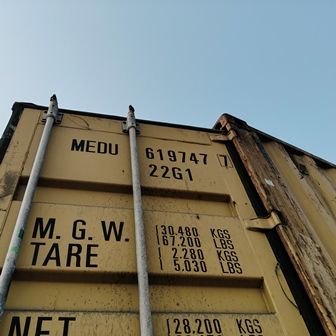 MEDU 619747 7
22G1
M. G. W. 30.480 KGS
67.200 LBS
TARE 2.280 KGS
5.030 LBS
NET 28.200 KGS